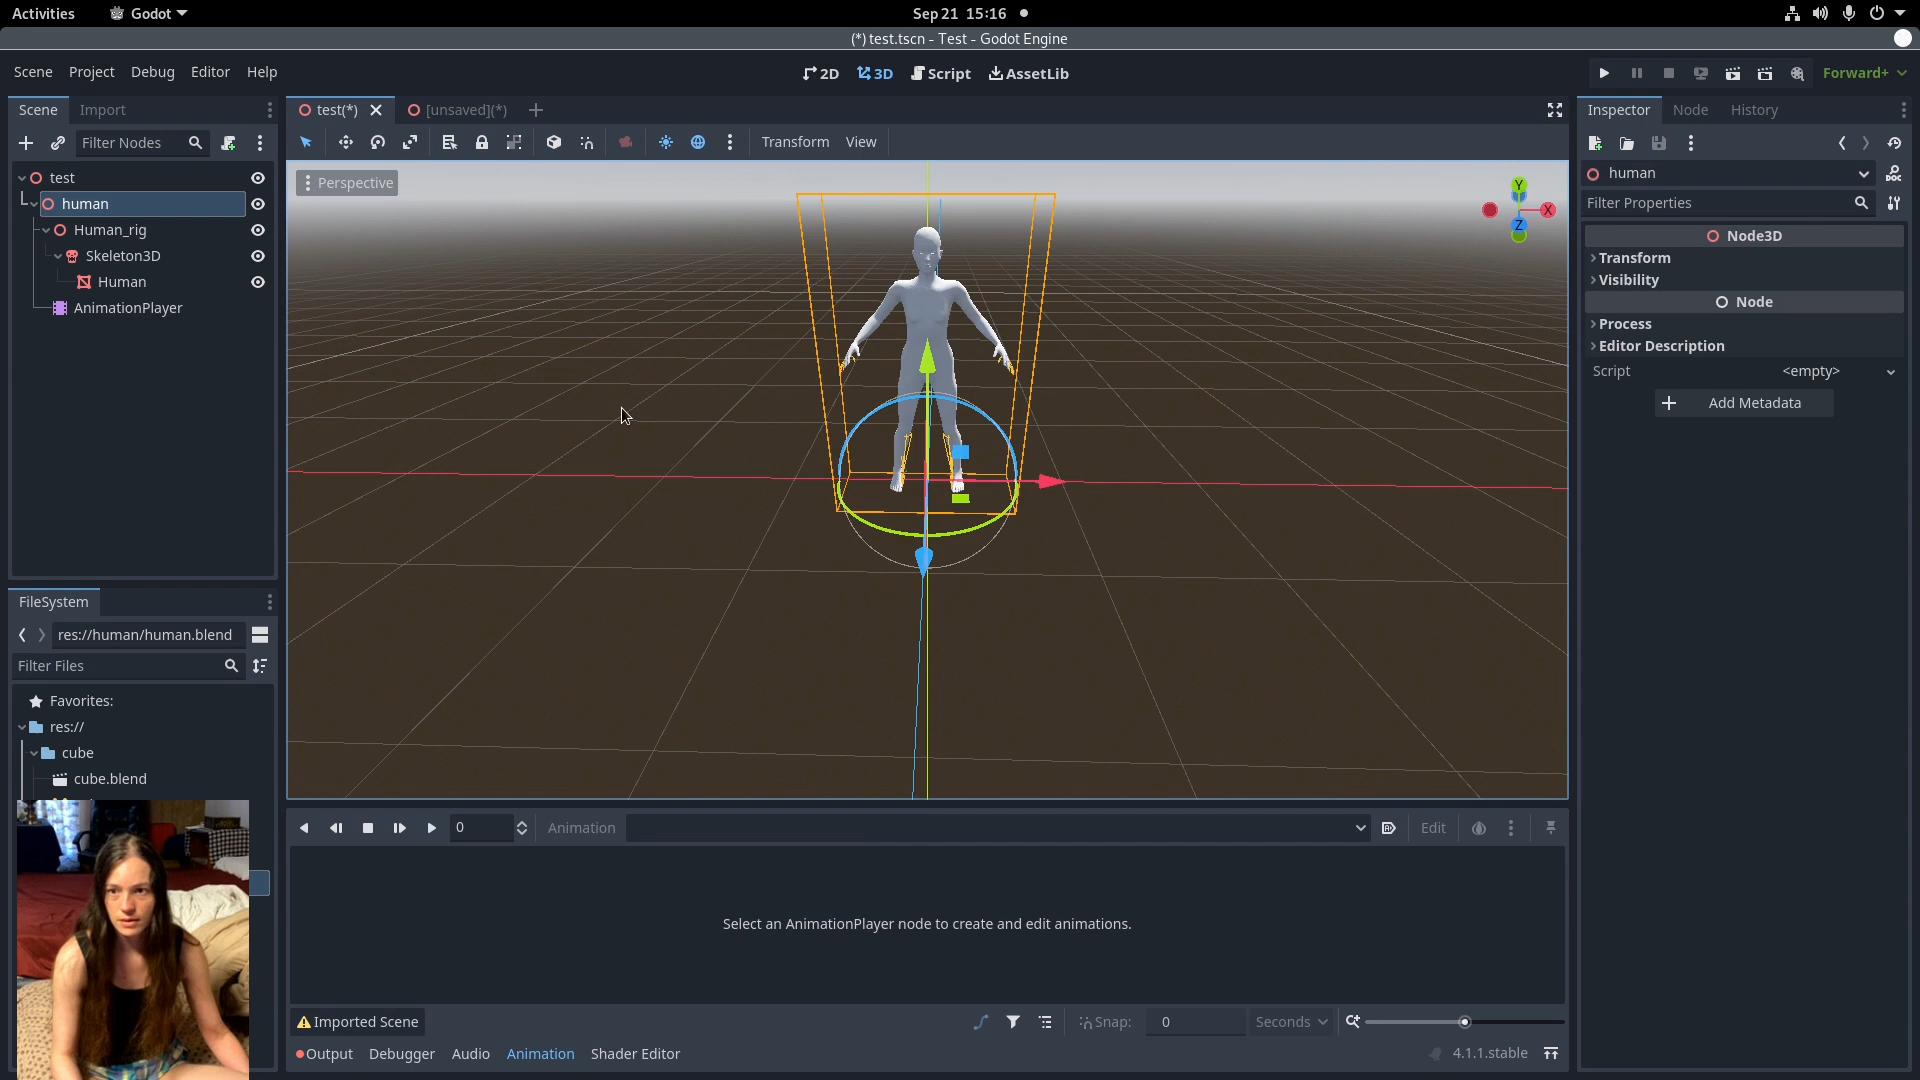 Activities
Godot
Sep 21 15:16
(*) test.tscn - Test - Godot Engine
Scene Project Debug Editor Help
2D 3D Script AssetLib
Forward+
Scene Import
test(*) [unsaved](*)
Inspector Node History
Filter Nodes
Transform View
test
human
Human_rig
Skeleton3D
Human
AnimationPlayer
Perspective
Y
X
Z
human
Filter Properties
Node3D
Transform
Visibility
Node
Process
Editor Description
Script <empty>
Add Metadata
FileSystem
res://human/human.blend
Filter Files
Favorites:
res://
cube
cube.blend
0 Animation Edit
Select an AnimationPlayer node to create and edit animations.
Imported Scene
Snap: 0 Seconds
Output Debugger Audio Animation Shader Editor
4.1.1.stable